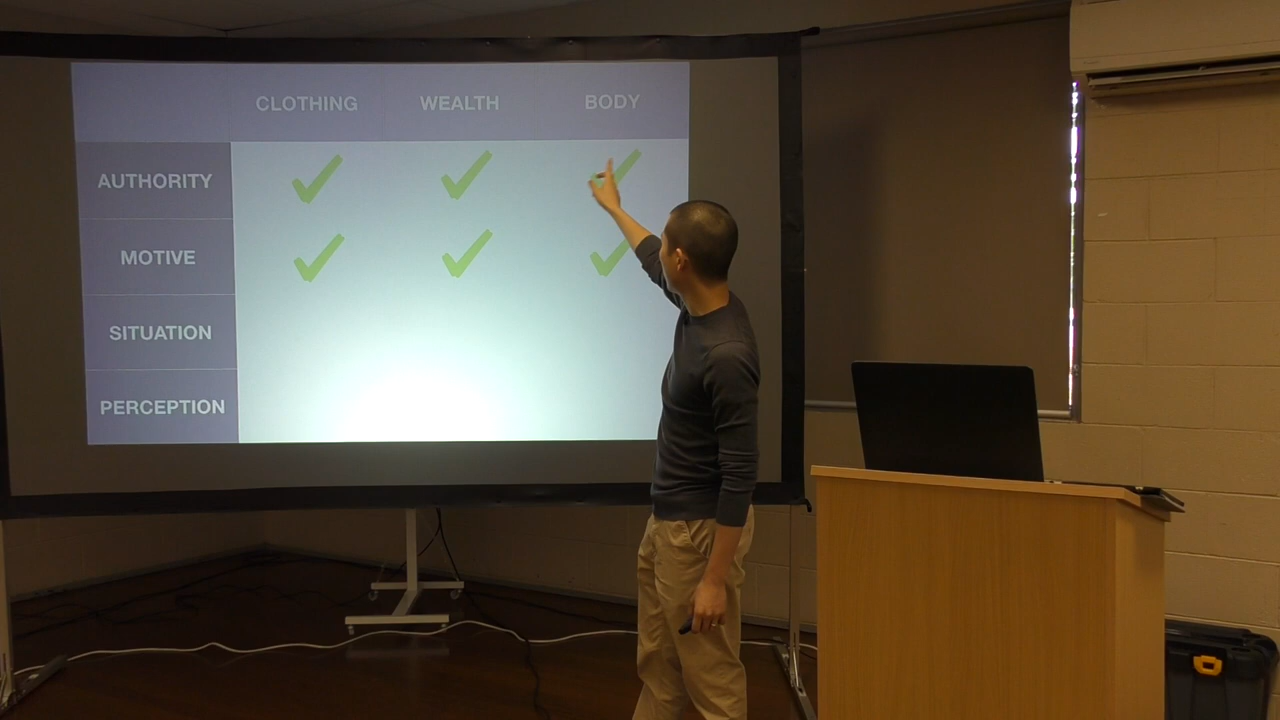 CLOTHING WEALTH BODY
AUTHORITY
MOTIVE
SITUATION
PERCEPTION